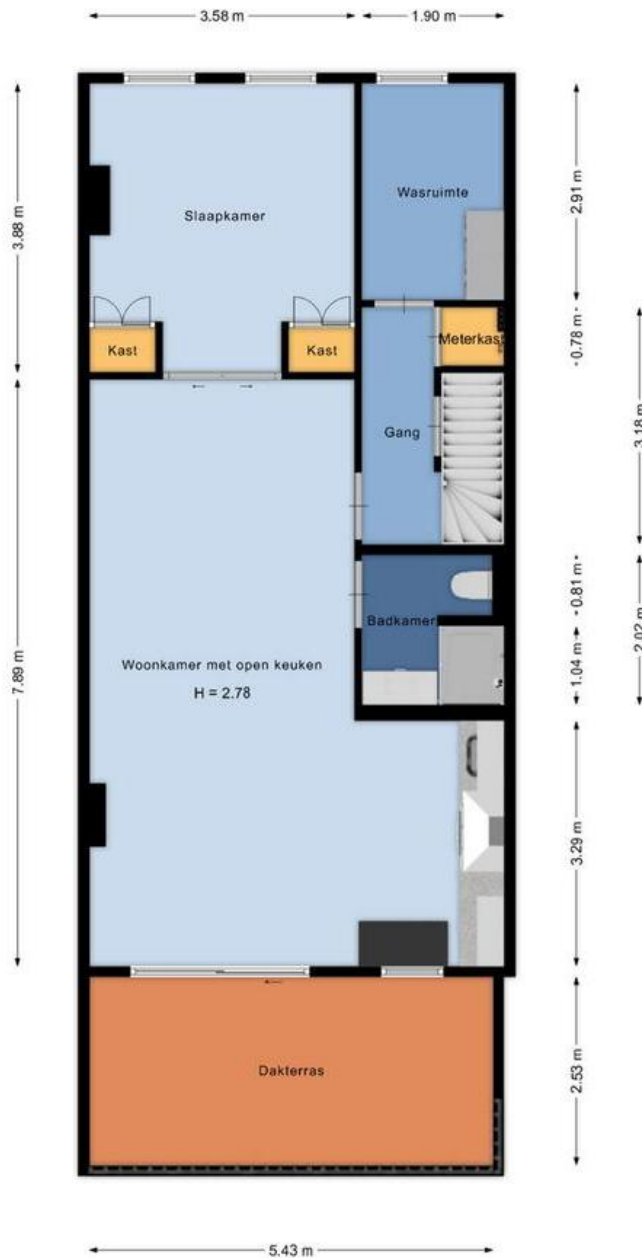 3.58 m
1.90 m
3.88 m
2.91 m
Wasruimte
Slaapkamer
0.78 m
Kast
Kast
Meterkas
3.18 m
Gang
0.81 m
Badkamer
2.02 m
1.04 m
7.89 m
Woonkamer met open keuken
H = 2.78
3.29 m
Dakterras
2.53 m
5.43 m